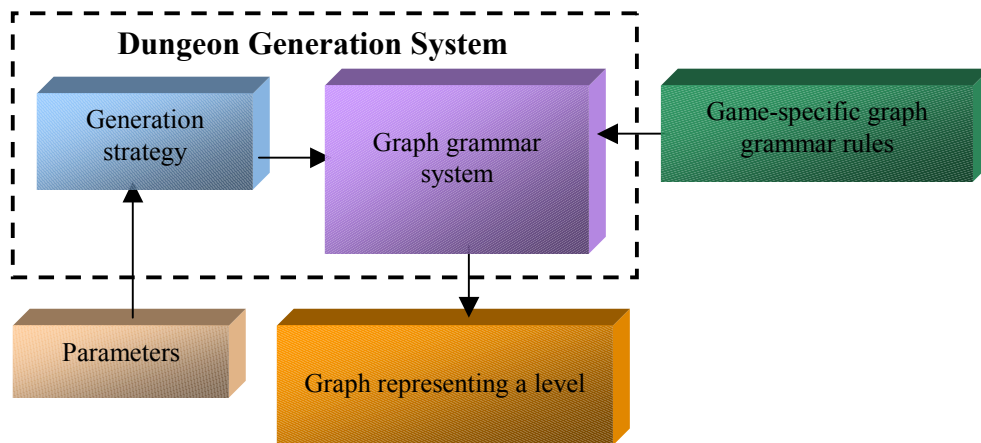 Dungeon Generation System
Generation
strategy
Graph grammar
system
Game-specific graph
grammar rules
Parameters
Graph representing a level